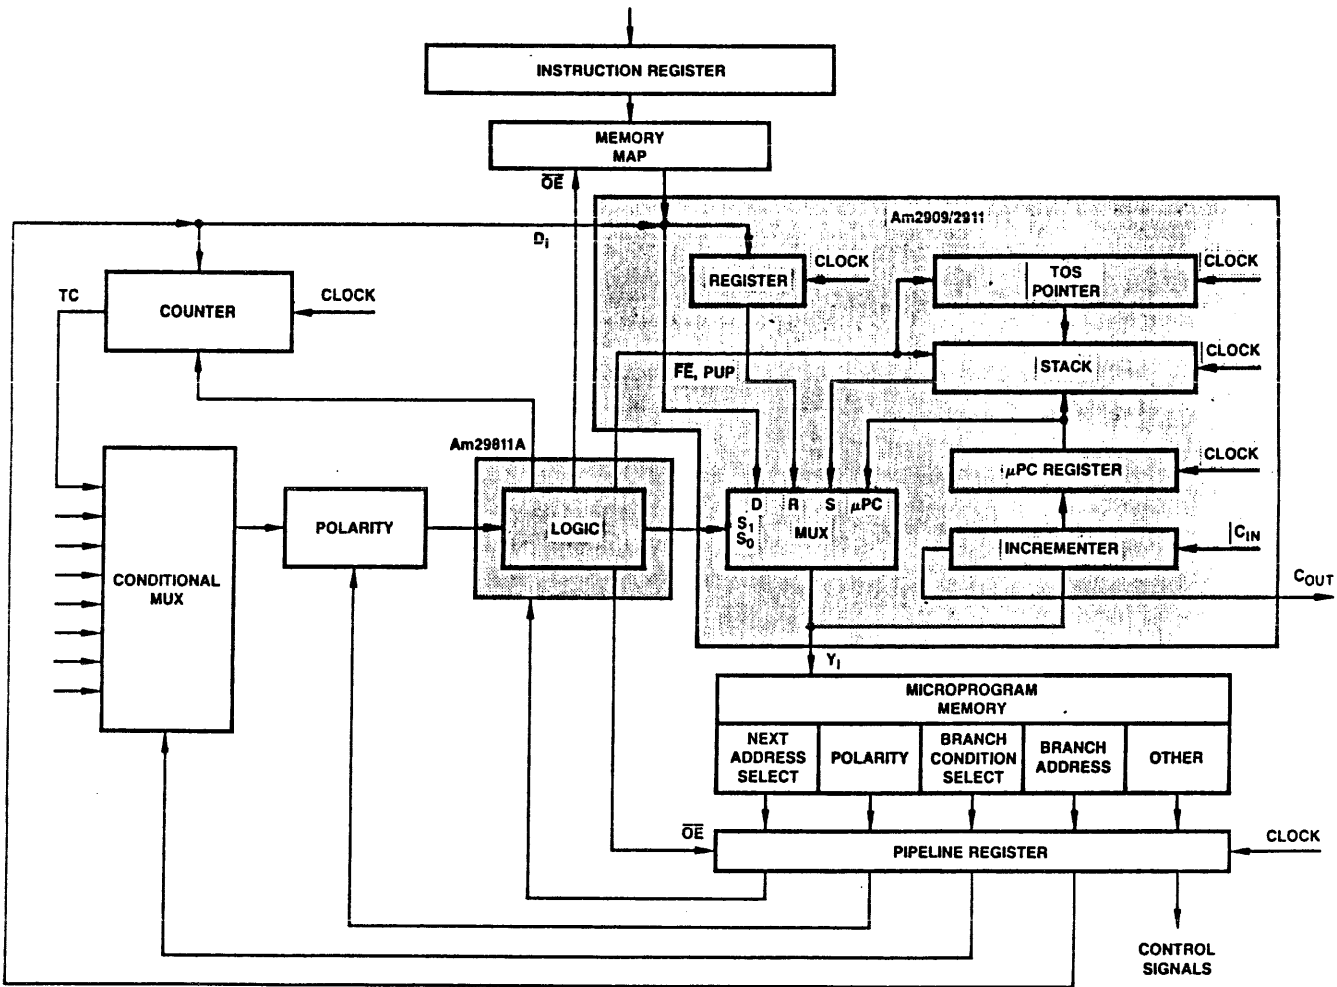 INSTRUCTION REGISTER
MEMORY
MAP
OE
Am2909/2911
Di
REGISTER
CLOCK
TOS
POINTER
CLOCK
TC
COUNTER
CLOCK
STACK
CLOCK
FE, PUP
Am29811A
μPC REGISTER
CLOCK
CONDITIONAL
MUX
POLARITY
LOGIC
D R S μPC
S1
S0
MUX
INCREMENTER
CIN
COUT
Yi
MICROPROGRAM
MEMORY
NEXT
ADDRESS
SELECT
POLARITY
BRANCH
CONDITION
SELECT
BRANCH
ADDRESS
OTHER
OE
PIPELINE REGISTER
CLOCK
CONTROL
SIGNALS